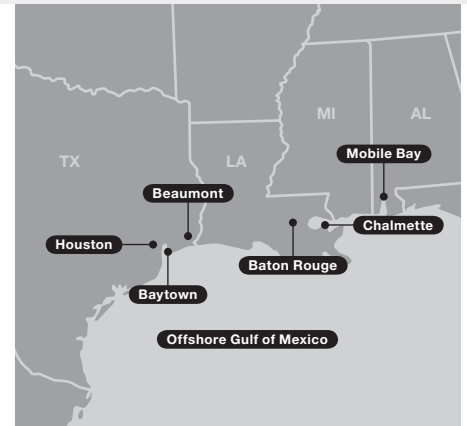 MI
AL
Mobile Bay
TX
LA
Beaumont
Chalmette
Houston
Baton Rouge
Baytown
Offshore Gulf of Mexico